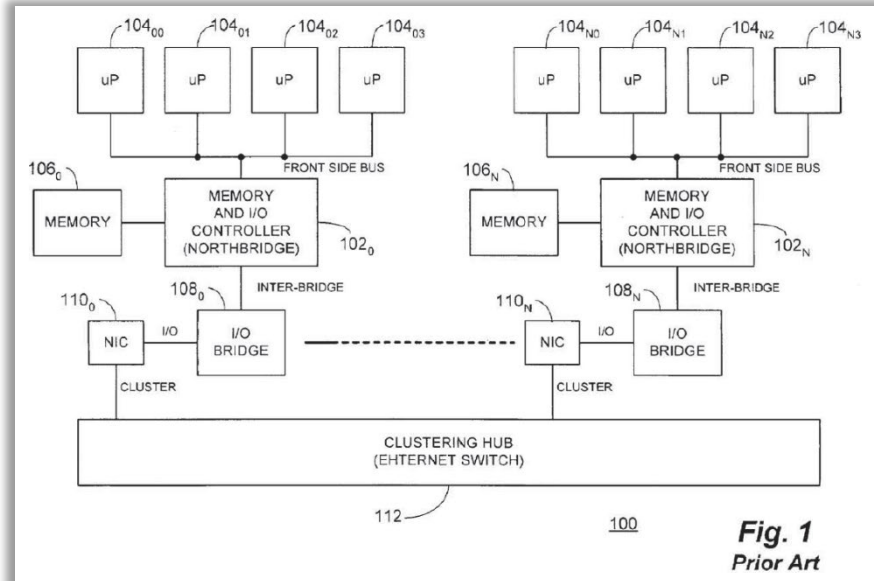 104₀₀ 104₀₁ 104₀₂ 104₀₃ 104ₙ₀ 104ₙ₁ 104ₙ₂ 104ₙ₃
uP uP uP uP uP uP uP uP
FRONT SIDE BUS FRONT SIDE BUS
106₀ 106ₙ
MEMORY MEMORY
MEMORY
AND I/O
CONTROLLER
(NORTHBRIDGE)
MEMORY
AND I/O
CONTROLLER
(NORTHBRIDGE)
102₀ 102ₙ
INTER-BRIDGE INTER-BRIDGE
110₀ 108₀ 110ₙ 108ₙ
NIC I/O
I/O
BRIDGE
NIC I/O
I/O
BRIDGE
CLUSTER CLUSTER
CLUSTERING HUB
(EHTERNET SWITCH)
112
100
Fig. 1
Prior Art